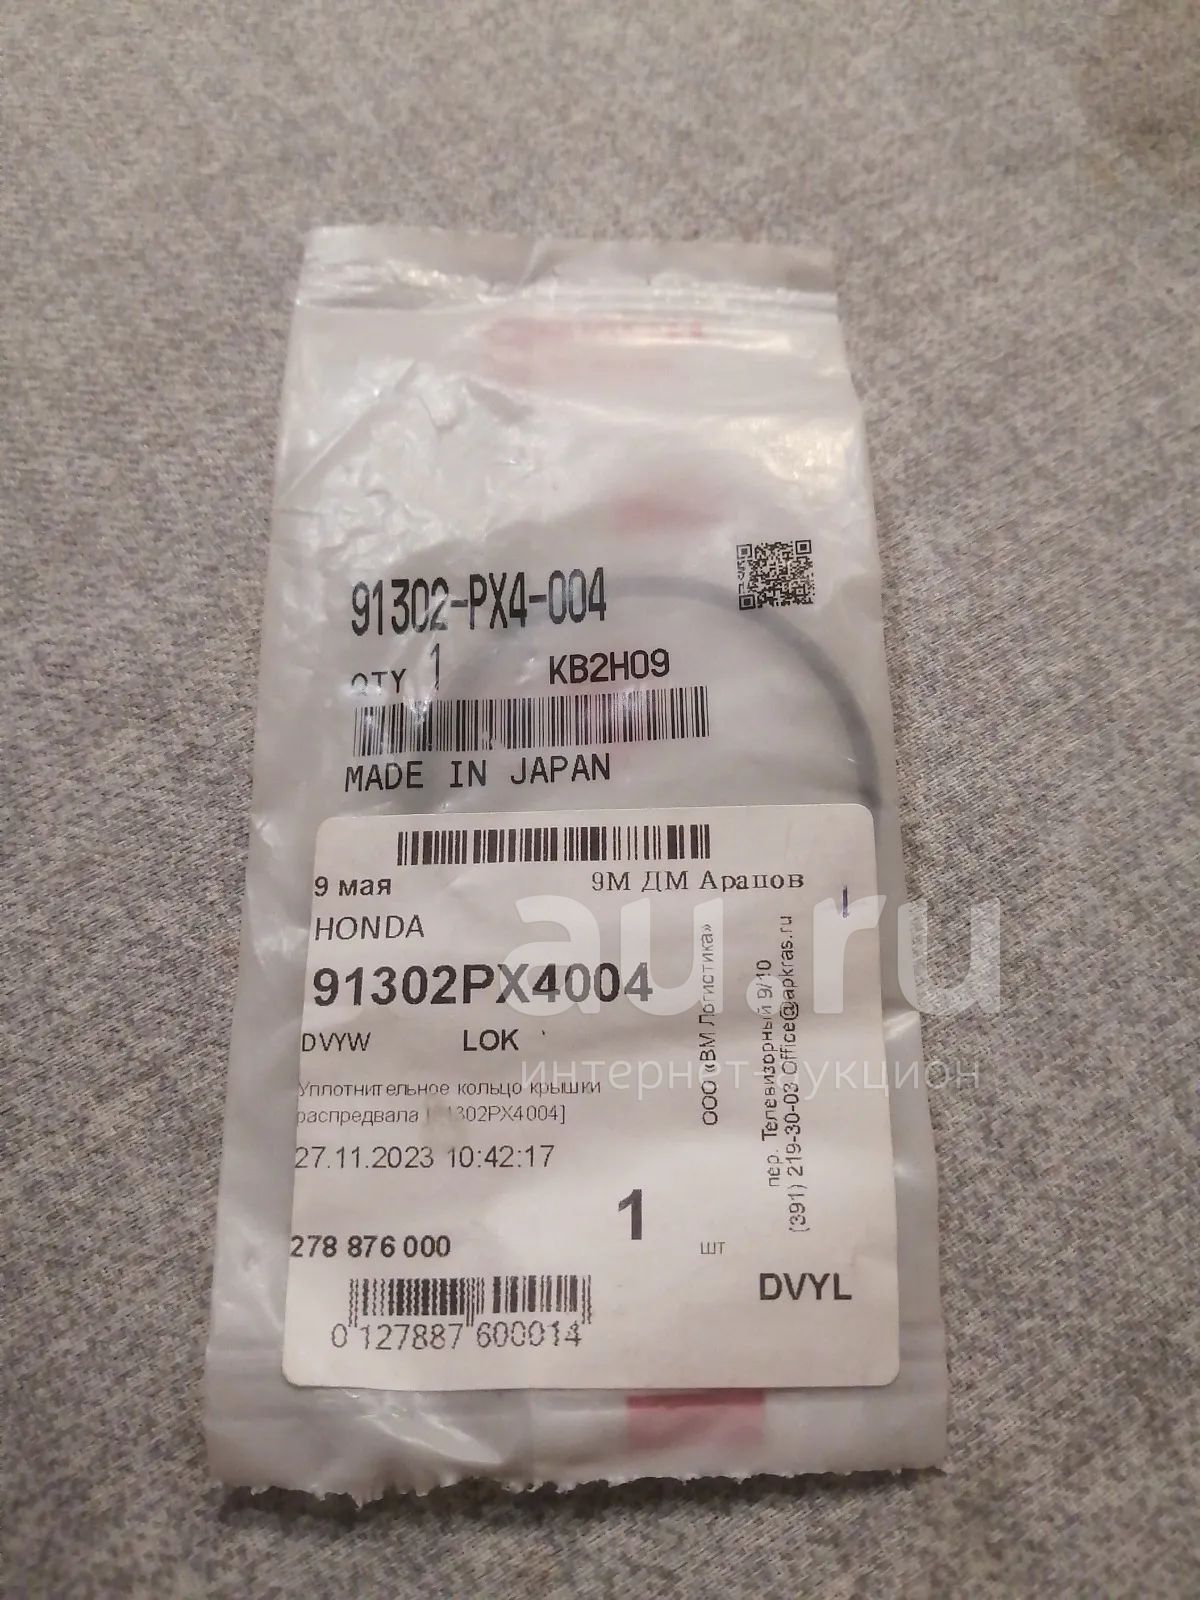 91302-PX4-004
QTY 1 KB2H09
MADE IN JAPAN
9 мая 9М ДМ Арапов
HONDA
91302PX4004
DVYW LOK
Уплотнительное кольцо крышки
распредвала [91302PX4004]
27.11.2023 10:42:17
1 шт
278 876 000
DVYL
0 127887 600014
ООО «ВМ Логистика»
пер. Телевизорный 9/10
(391) 219-30-03 Office@apkras.ru
au.ru
интернет-аукцион